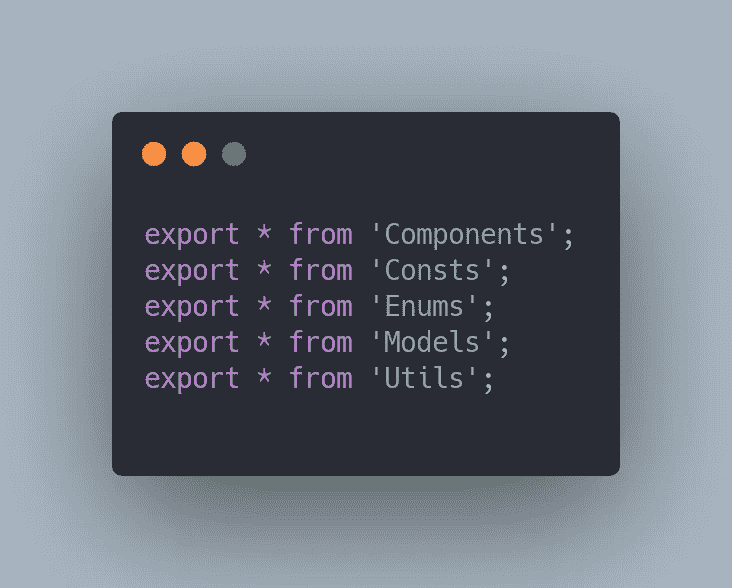 export * from 'Components';
export * from 'Consts';
export * from 'Enums';
export * from 'Models';
export * from 'Utils';